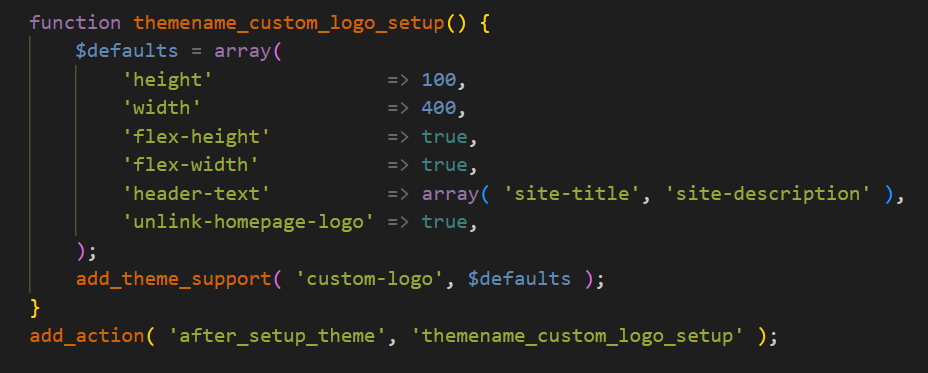 function themename_custom_logo_setup() {
    $defaults = array(
        'height'               => 100,
        'width'                => 400,
        'flex-height'          => true,
        'flex-width'           => true,
        'header-text'          => array( 'site-title', 'site-description' ),
        'unlink-homepage-logo' => true,
    );
    add_theme_support( 'custom-logo', $defaults );
}
add_action( 'after_setup_theme', 'themename_custom_logo_setup' );